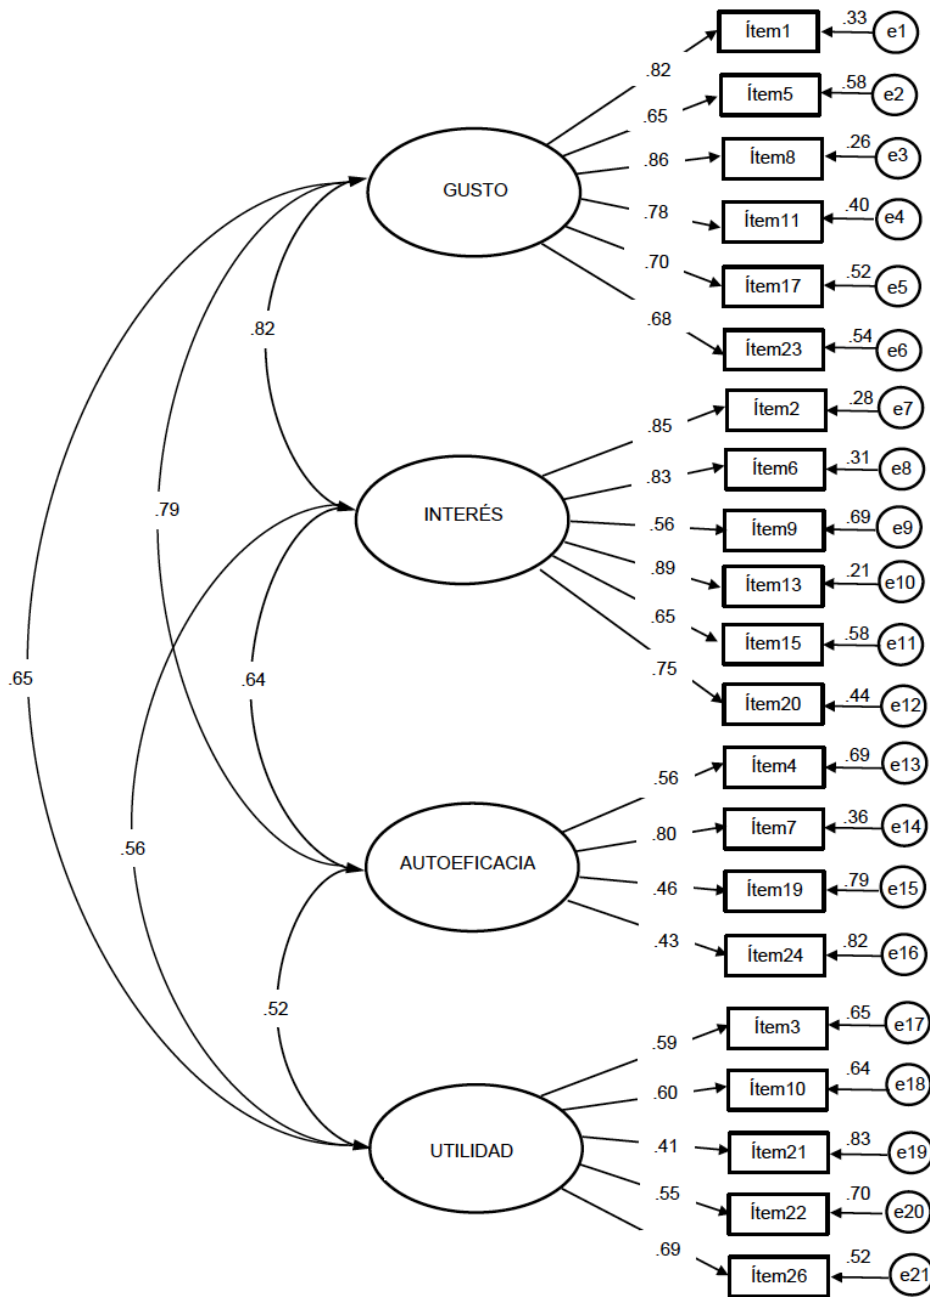 .33
Ítem1
e1
.82
.58
Ítem5
e2
.65
.26
Ítem8
e3
.86
GUSTO
.40
Ítem11
e4
.78
.52
Ítem17
e5
.70
.54
Ítem23
e6
.68
.82
.28
Ítem2
e7
.85
.31
Ítem6
e8
.83
INTERÉS
.69
Ítem9
e9
.56
.79
.21
Ítem13
e10
.89
.58
Ítem15
e11
.65
.44
Ítem20
e12
.75
.65
.64
.56
.69
Ítem4
e13
.56
.36
Ítem7
e14
.80
AUTOEFICACIA
.79
Ítem19
e15
.46
.82
Ítem24
e16
.43
.52
.65
Ítem3
e17
.59
.64
Ítem10
e18
.60
UTILIDAD
.83
Ítem21
e19
.41
.70
Ítem22
e20
.55
.52
Ítem26
e21
.69